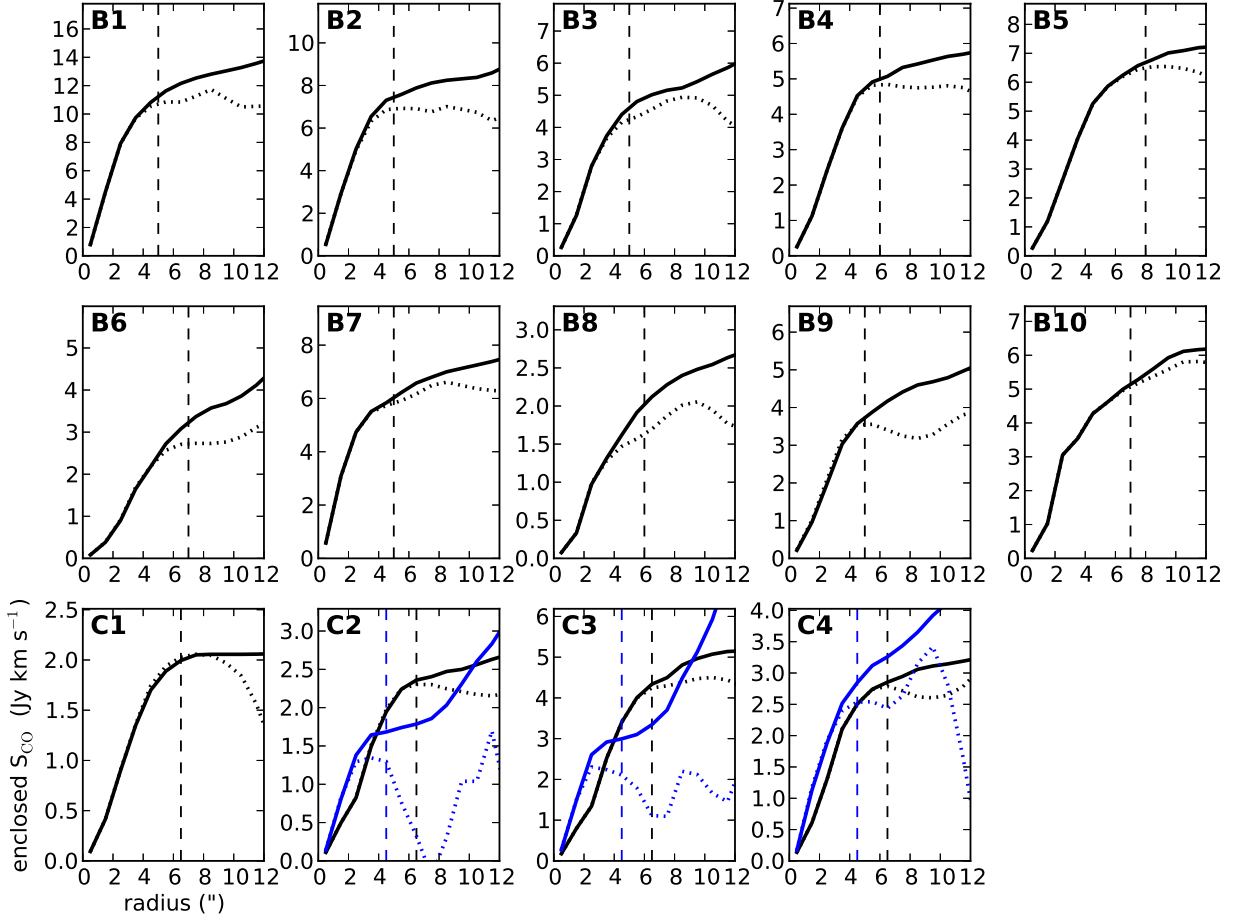 B1 B2 B3 B4 B5
16 14 12 10 8 6 4 2 0
10 8 6 4 2 0
7 6 5 4 3 2 1 0
7 6 5 4 3 2 1 0
8 7 6 5 4 3 2 1 0
0 2 4 6 8 10 12 0 2 4 6 8 10 12 0 2 4 6 8 10 12 0 2 4 6 8 10 12 0 2 4 6 8 10 12
B6 B7 B8 B9 B10
5 4 3 2 1 0
8 6 4 2 0
3.0 2.5 2.0 1.5 1.0 0.5 0.0
6 5 4 3 2 1 0
7 6 5 4 3 2 1 0
0 2 4 6 8 10 12 0 2 4 6 8 10 12 0 2 4 6 8 10 12 0 2 4 6 8 10 12 0 2 4 6 8 10 12
C1 C2 C3 C4
enclosed S_CO (Jy km s⁻¹)
2.5 2.0 1.5 1.0 0.5 0.0
3.0 2.5 2.0 1.5 1.0 0.5 0.0
6 5 4 3 2 1 0
4.0 3.5 3.0 2.5 2.0 1.5 1.0 0.5 0.0
0 2 4 6 8 10 12 0 2 4 6 8 10 12 0 2 4 6 8 10 12 0 2 4 6 8 10 12
radius (")